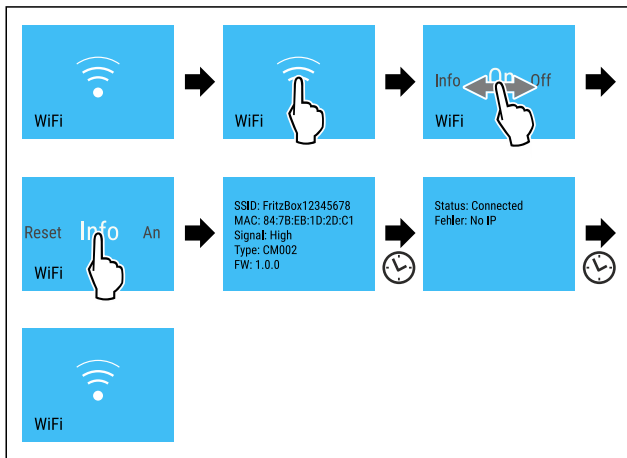 WiFi
WiFi
Info On Off
WiFi
Reset Info An
WiFi
SSID: FritzBox12345678
MAC: 84:7B:EB:1D:2D:C1
Signal: High
Type: CM002
FW: 1.0.0
Status: Connected
Fehler: No IP
WiFi